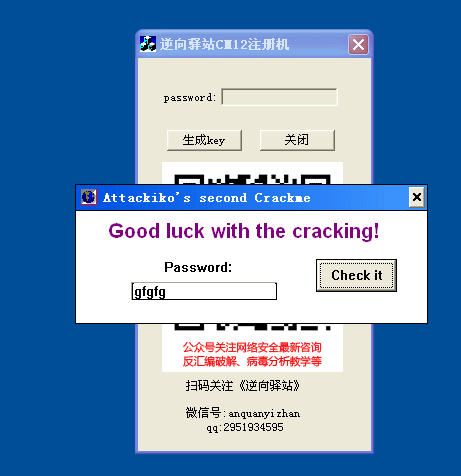 逆向驿站CM12注册机
password:
生成key
关闭
Attackiko's second Crackme
Good luck with the cracking!
Password:
gfgfg
Check it
公众号关注网络安全最新咨询
反汇编破解、病毒分析教学等
扫码关注《逆向驿站》
微信号:anquanyizhan
qq:2951934595